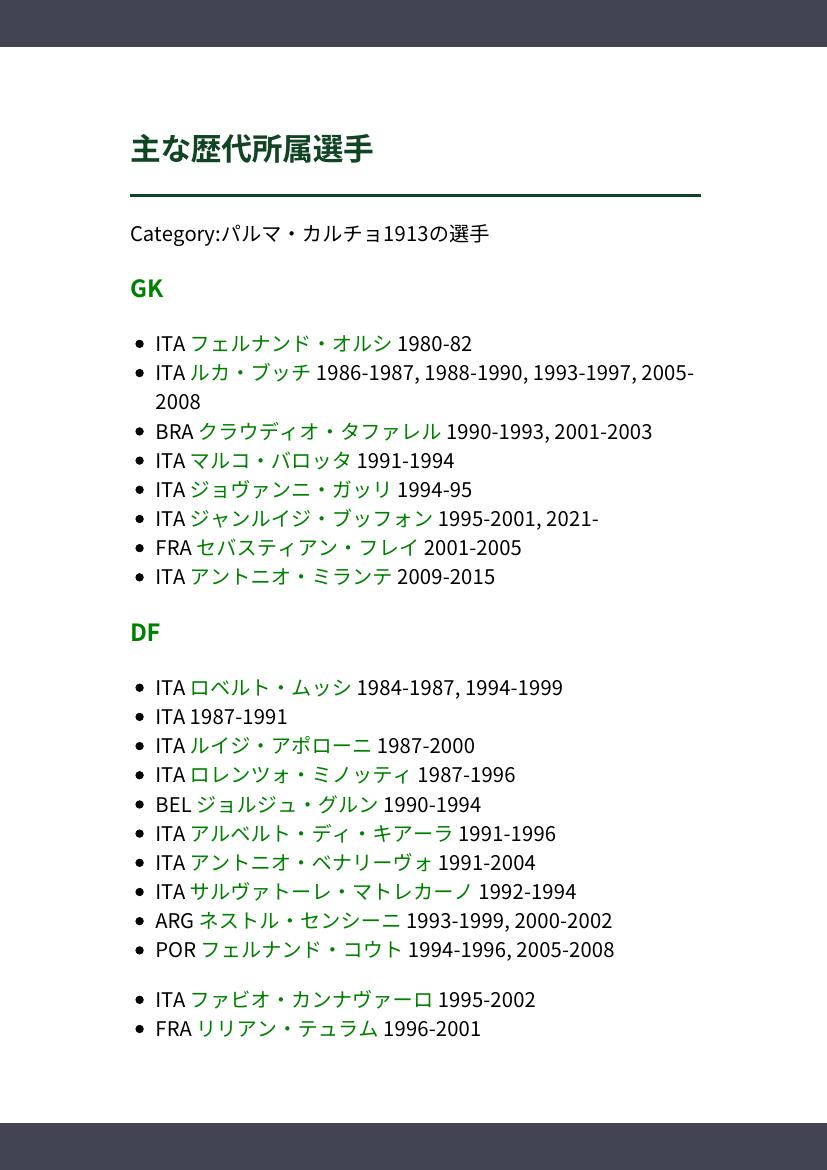 主な歴代所属選手
Category:パルマ・カルチョ1913の選手
GK
ITA フェルナンド・オルシ 1980-82
ITA ルカ・ブッチ 1986-1987, 1988-1990, 1993-1997, 2005-
2008
BRA クラウディオ・タファレル 1990-1993, 2001-2003
ITA マルコ・バロッタ 1991-1994
ITA ジョヴァンニ・ガッリ 1994-95
ITA ジャンルイジ・ブッフォン 1995-2001, 2021-
FRA セバスティアン・フレイ 2001-2005
ITA アントニオ・ミランテ 2009-2015
DF
ITA ロベルト・ムッシ 1984-1987, 1994-1999
ITA 1987-1991
ITA ルイジ・アポローニ 1987-2000
ITA ロレンツォ・ミノッティ 1987-1996
BEL ジョルジュ・グルン 1990-1994
ITA アルベルト・ディ・キアーラ 1991-1996
ITA アントニオ・ベナリーヴォ 1991-2004
ITA サルヴァトーレ・マトレカーノ 1992-1994
ARG ネストル・センシーニ 1993-1999, 2000-2002
POR フェルナンド・コウト 1994-1996, 2005-2008
ITA ファビオ・カンナヴァーロ 1995-2002
FRA リリアン・テュラム 1996-2001